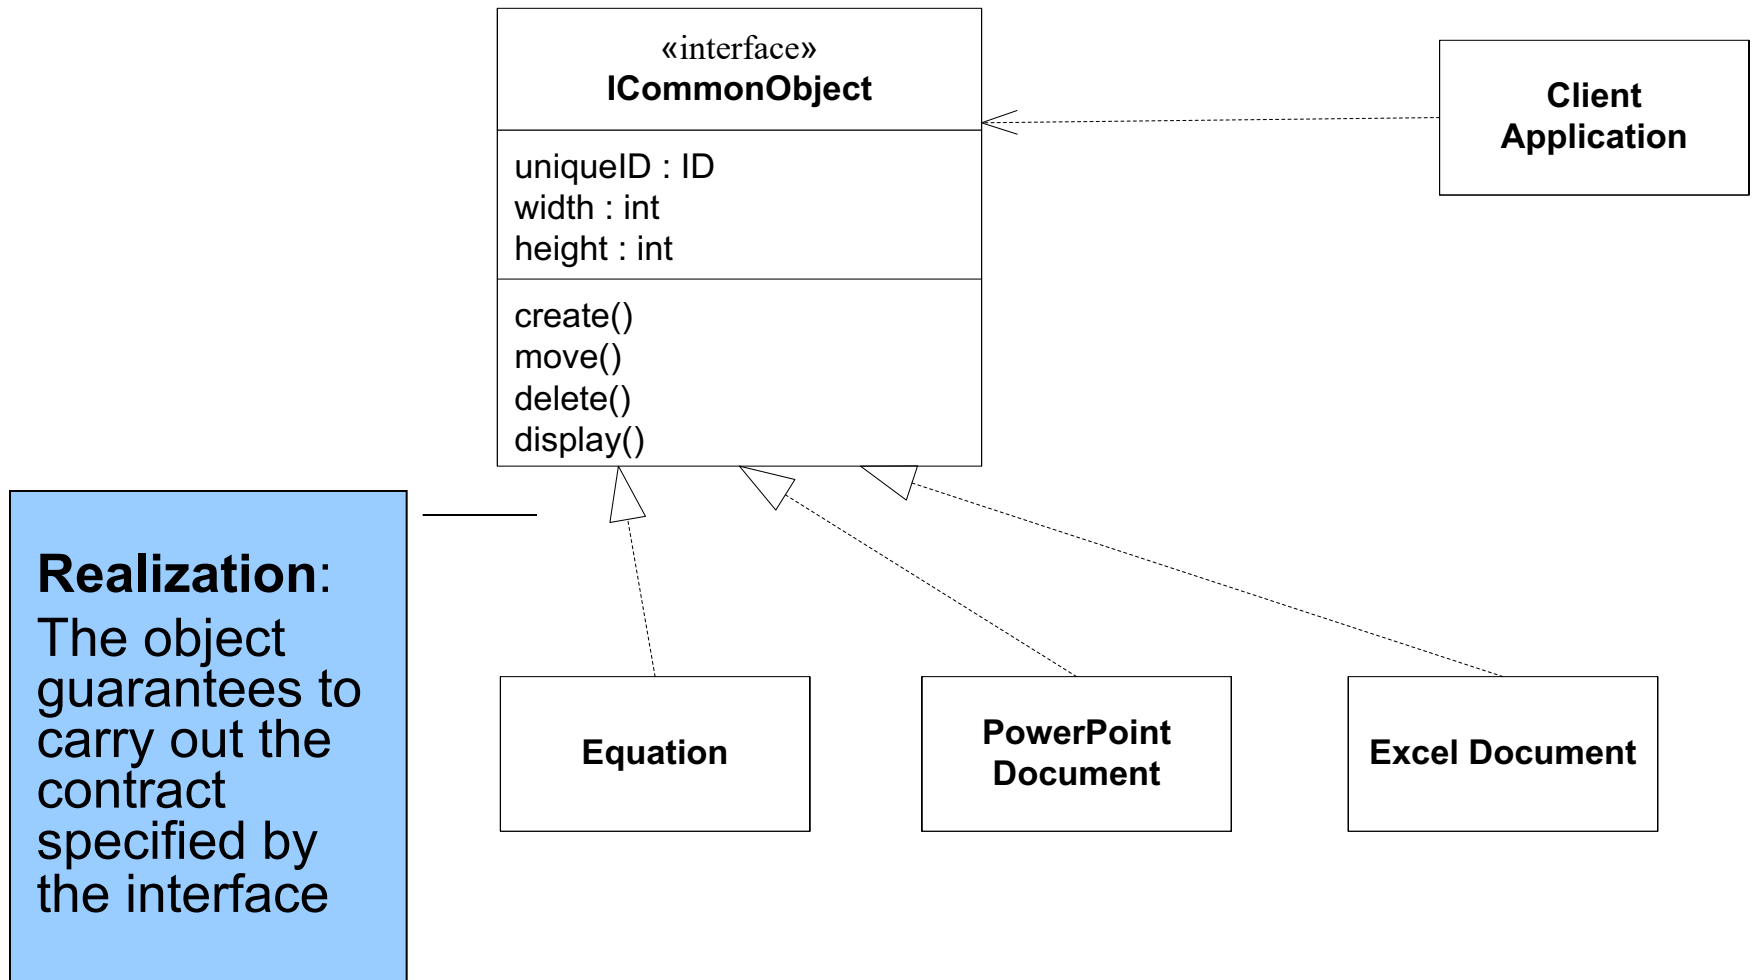 «interface»
ICommonObject
uniqueID : ID
width : int
height : int
create()
move()
delete()
display()
Client
Application
Realization:
The object
guarantees to
carry out the
contract
specified by
the interface
Equation
PowerPoint
Document
Excel Document